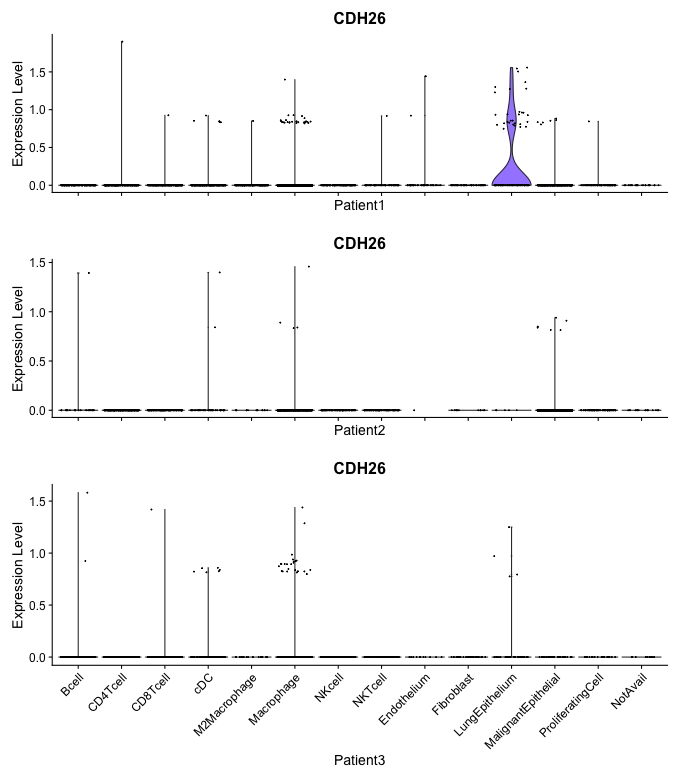 CDH26
Expression Level
1.5
1.0
0.5
0.0
Patient1
CDH26
Expression Level
1.5
1.0
0.5
0.0
Patient2
CDH26
Expression Level
1.5
1.0
0.5
0.0
Bcell
CD4Tcell
CD8Tcell
cDC
M2Macrophage
Macrophage
NKcell
NKTcell
Endothelium
Fibroblast
LungEpithelium
MalignantEpithelial
ProliferatingCell
NotAvail
Patient3